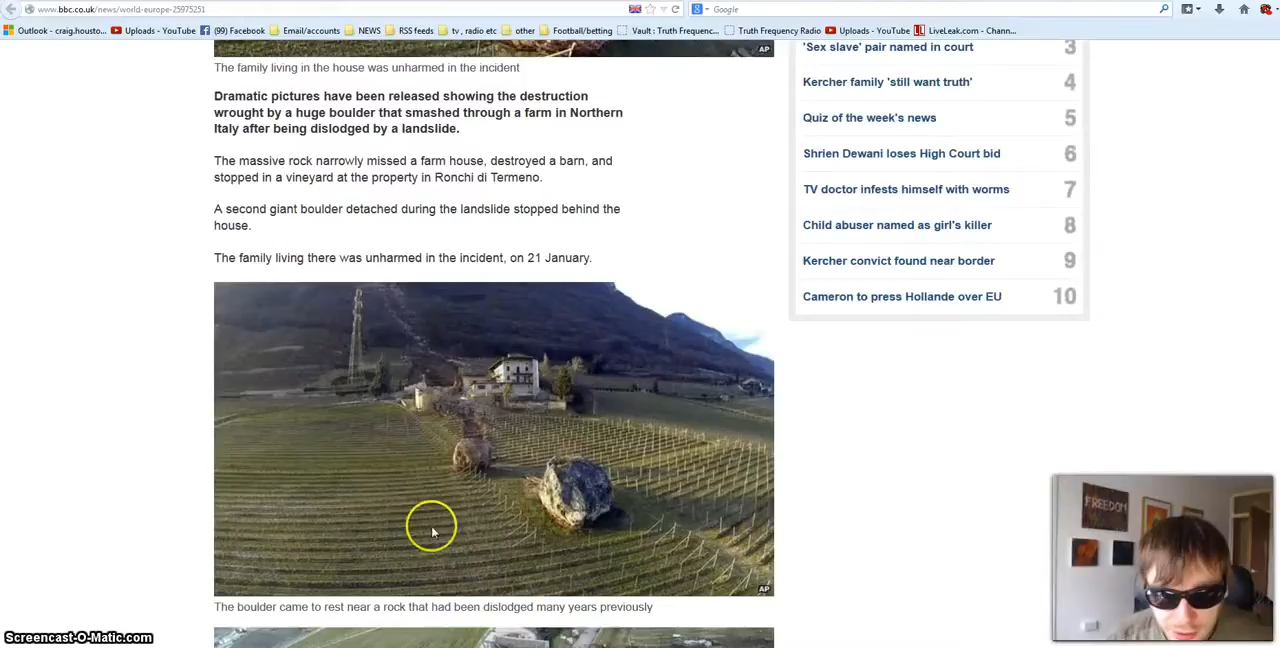 www.bbc.co.uk/news/world-europe-25975251
Google
Outlook - craig.housto...
Uploads - YouTube
(99) Facebook
Email/accounts
NEWS
RSS feeds
tv , radio etc
other
Football/betting
Vault : Truth Frequenc...
Truth Frequency Radio
Uploads - YouTube
LiveLeak.com - Chann...
AP
The family living in the house was unharmed in the incident
Dramatic pictures have been released showing the destruction
wrought by a huge boulder that smashed through a farm in Northern
Italy after being dislodged by a landslide.
The massive rock narrowly missed a farm house, destroyed a barn, and
stopped in a vineyard at the property in Ronchi di Termeno.
A second giant boulder detached during the landslide stopped behind the
house.
The family living there was unharmed in the incident, on 21 January.
AP
The boulder came to rest near a rock that had been dislodged many years previously
'Sex slave' pair named in court 3
Kercher family 'still want truth' 4
Quiz of the week's news 5
Shrien Dewani loses High Court bid 6
TV doctor infests himself with worms 7
Child abuser named as girl's killer 8
Kercher convict found near border 9
Cameron to press Hollande over EU 10
FREEDOM
Screencast-O-Matic.com